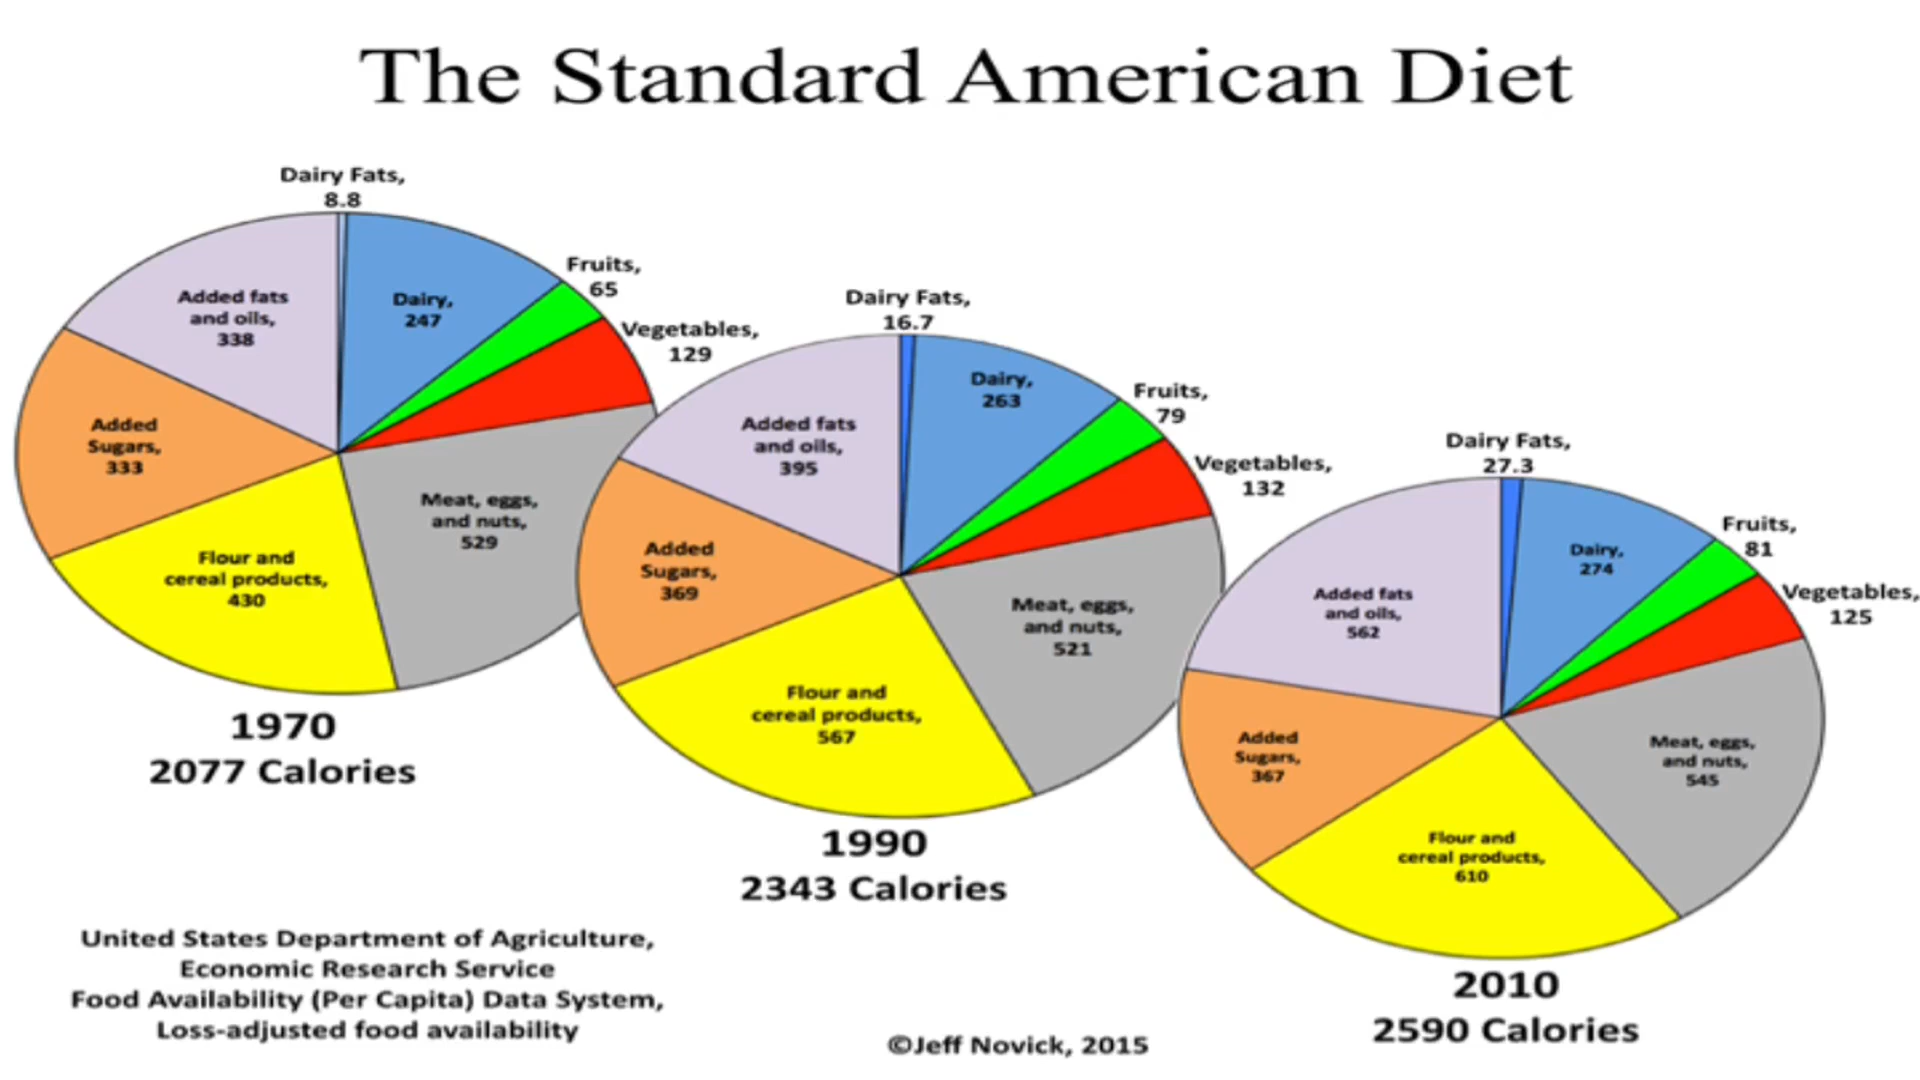 The Standard American Diet
Dairy Fats,
8.8
Dairy,
247
Fruits,
65
Vegetables,
129
Meat, eggs,
and nuts,
529
Flour and
cereal products,
430
Added
Sugars,
333
Added fats
and oils,
338
1970
2077 Calories
Dairy Fats,
16.7
Dairy,
263
Fruits,
79
Vegetables,
132
Meat, eggs,
and nuts,
521
Flour and
cereal products,
567
Added
Sugars,
369
Added fats
and oils,
395
1990
2343 Calories
Dairy Fats,
27.3
Dairy,
274
Fruits,
81
Vegetables,
125
Meat, eggs,
and nuts,
545
Flour and
cereal products,
610
Added
Sugars,
367
Added fats
and oils,
562
2010
2590 Calories
United States Department of Agriculture,
Economic Research Service
Food Availability (Per Capita) Data System,
Loss-adjusted food availability
©Jeff Novick, 2015